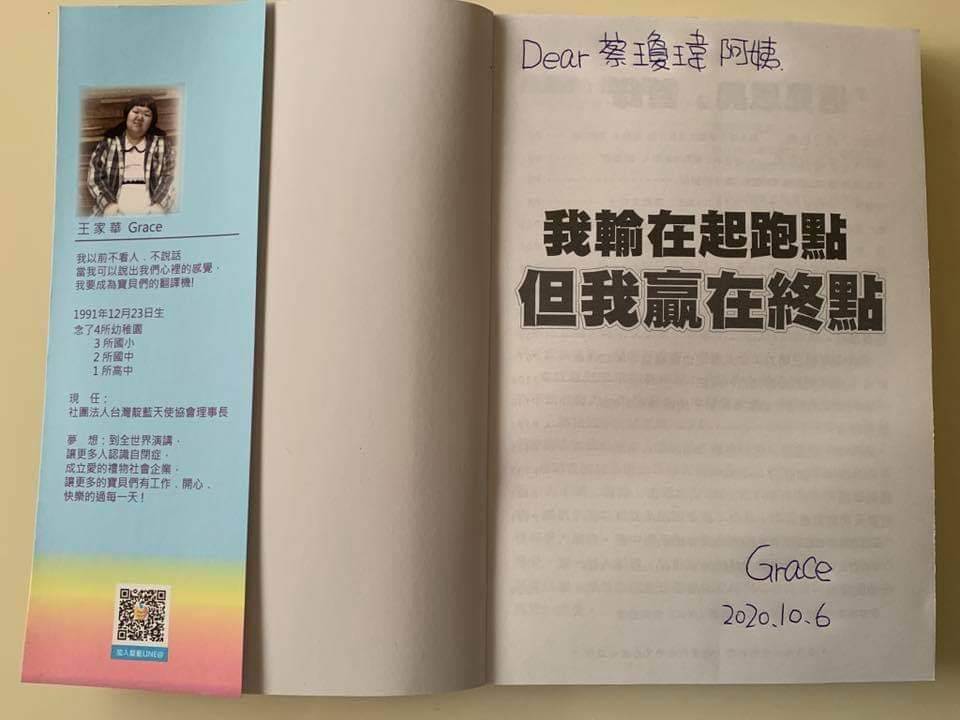 王家華 Grace
我以前不看人．不說話
當我可以說出我們心裡的感覺，
我要成為寶貝們的翻譯機!
1991年12月23日生
念了4所幼稚園
3所國小
2所國中
1所高中
現　任：
社團法人台灣靛藍天使協會理事長
夢　想：到全世界演講，
讓更多人認識自閉症，
成立愛的禮物社會企業，
讓更多的寶貝們有工作．開心．
快樂的過每一天！
加入靛藍LINE@
Dear 蔡瓊瑋 阿姨
我輸在起跑點
但我贏在終點
Grace
2020.10.6